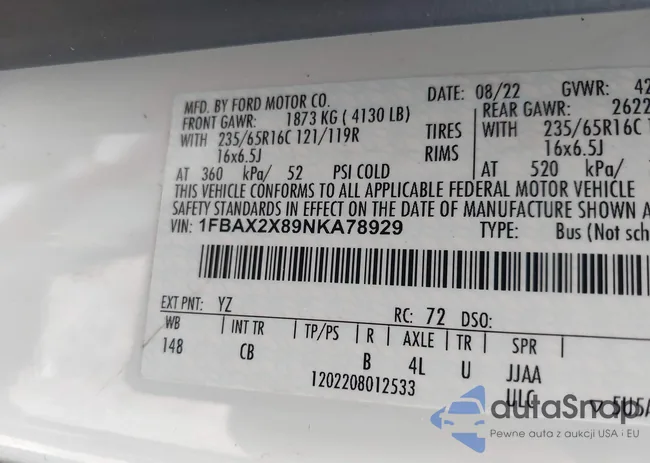 MFD. BY FORD MOTOR CO.
DATE: 08/22 GVWR: 42
FRONT GAWR: 1873 KG ( 4130 LB)
REAR GAWR: 2622
WITH 235/65R16C 121/119R TIRES
WITH 235/65R16C
16x6.5J RIMS 16x6.5J
AT 360 kPa/ 52 PSI COLD
AT 520 kPa/
THIS VEHICLE CONFORMS TO ALL APPLICABLE FEDERAL MOTOR VEHICLE
SAFETY STANDARDS IN EFFECT ON THE DATE OF MANUFACTURE SHOWN A
VIN: 1FBAX2X89NKA78929 TYPE: Bus (Not sch
EXT PNT: YZ RC: 72 DSO:
WB INT TR TP/PS R AXLE TR SPR
148 CB B 4L U JJAA
1202208012533 ULG 5U5A
autoSnap
Pewne auta z aukcji USA i EU